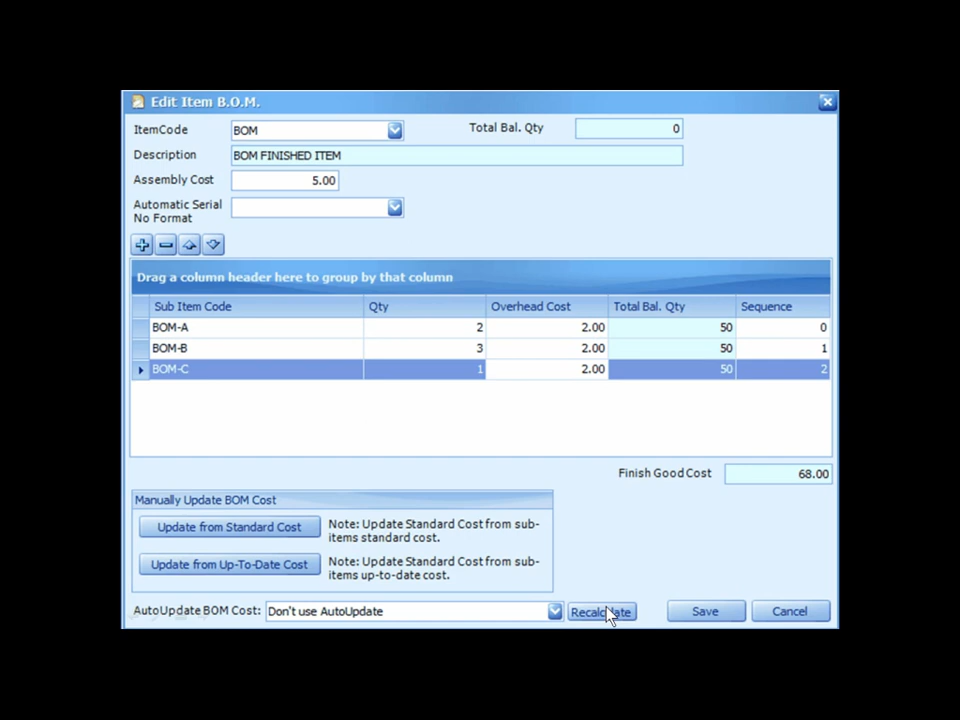 Edit Item B.O.M.
ItemCode BOM Total Bal. Qty 0
Description BOM FINISHED ITEM
Assembly Cost 5.00
Automatic Serial
No Format
Drag a column header here to group by that column
Sub Item Code Qty Overhead Cost Total Bal. Qty Sequence
BOM-A 2 2.00 50 0
BOM-B 3 2.00 50 1
BOM-C 1 2.00 50 2
Finish Good Cost 68.00
Manually Update BOM Cost
Update from Standard Cost Note: Update Standard Cost from sub-
items standard cost.
Update from Up-To-Date Cost Note: Update Standard Cost from sub-
items up-to-date cost.
AutoUpdate BOM Cost: Don't use AutoUpdate Recalculate Save Cancel